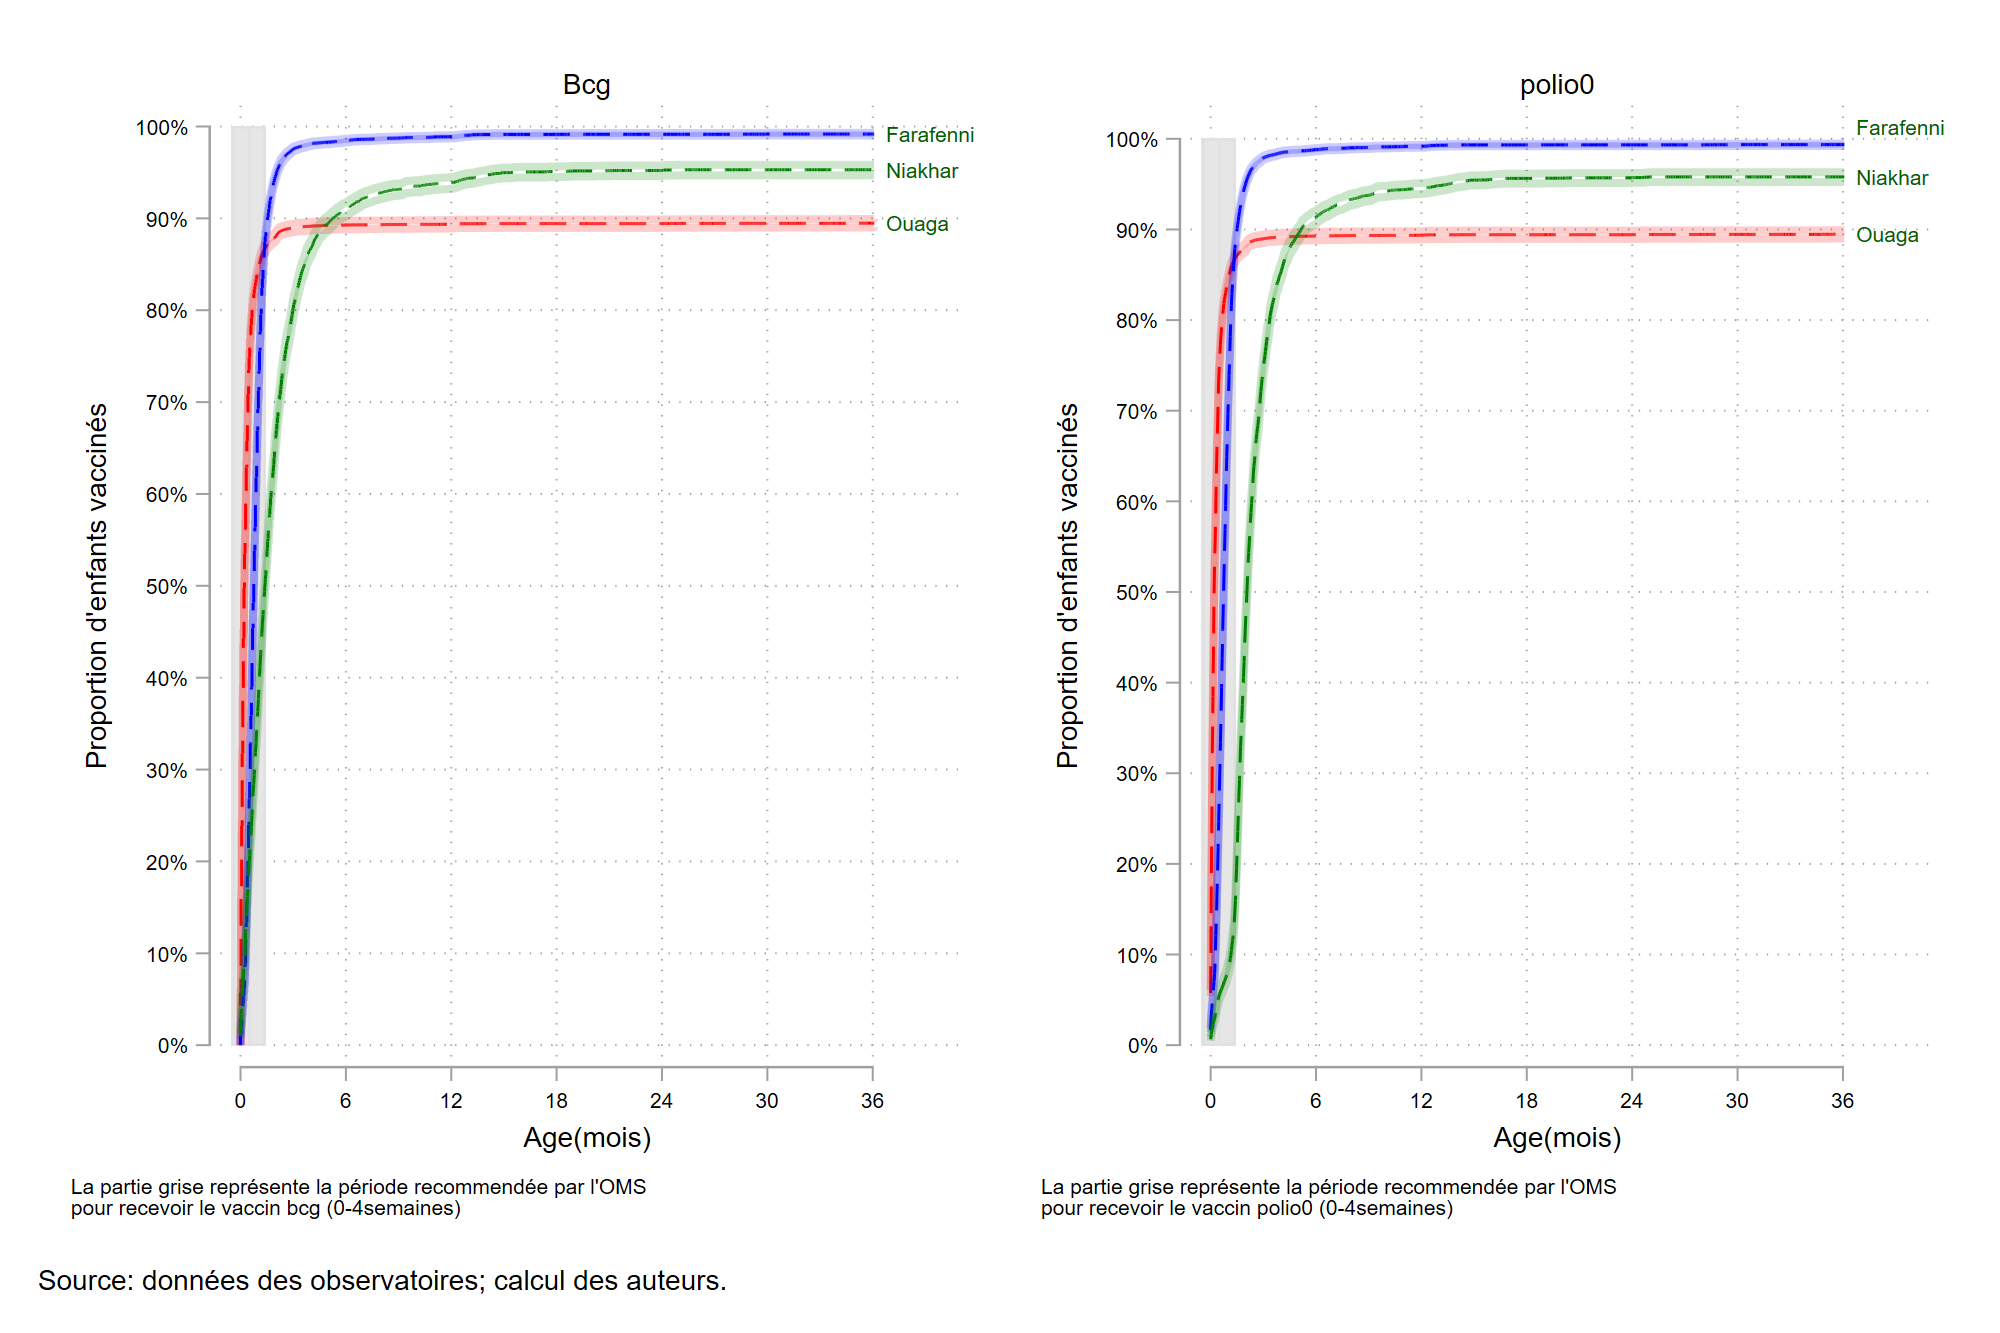 Bcg
100%
90%
80%
70%
60%
50%
40%
30%
20%
10%
0%
Proportion d'enfants vaccinés
Farafenni
Niakhar
Ouaga
0 6 12 18 24 30 36
Age(mois)
La partie grise représente la période recommendée par l'OMS
pour recevoir le vaccin bcg (0-4semaines)
polio0
100%
90%
80%
70%
60%
50%
40%
30%
20%
10%
0%
Proportion d'enfants vaccinés
Farafenni
Niakhar
Ouaga
0 6 12 18 24 30 36
Age(mois)
La partie grise représente la période recommendée par l'OMS
pour recevoir le vaccin polio0 (0-4semaines)
Source: données des observatoires; calcul des auteurs.